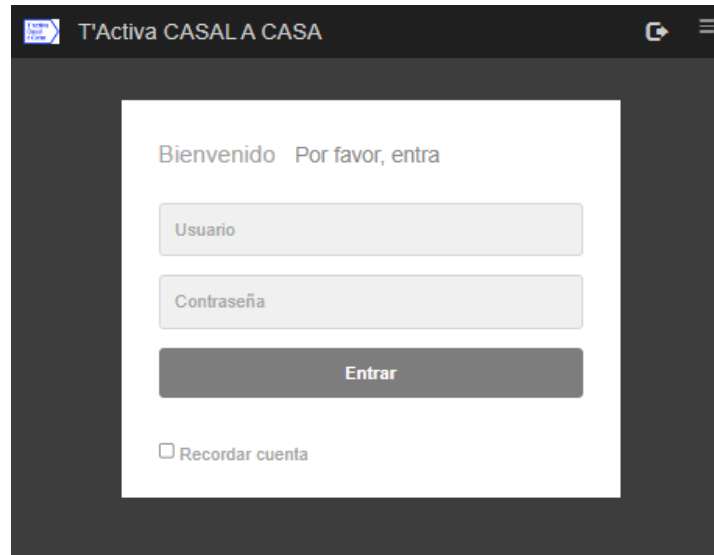 T'Activa CASAL A CASA
Bienvenido Por favor, entra
Usuario
Contraseña
Entrar
Recordar cuenta